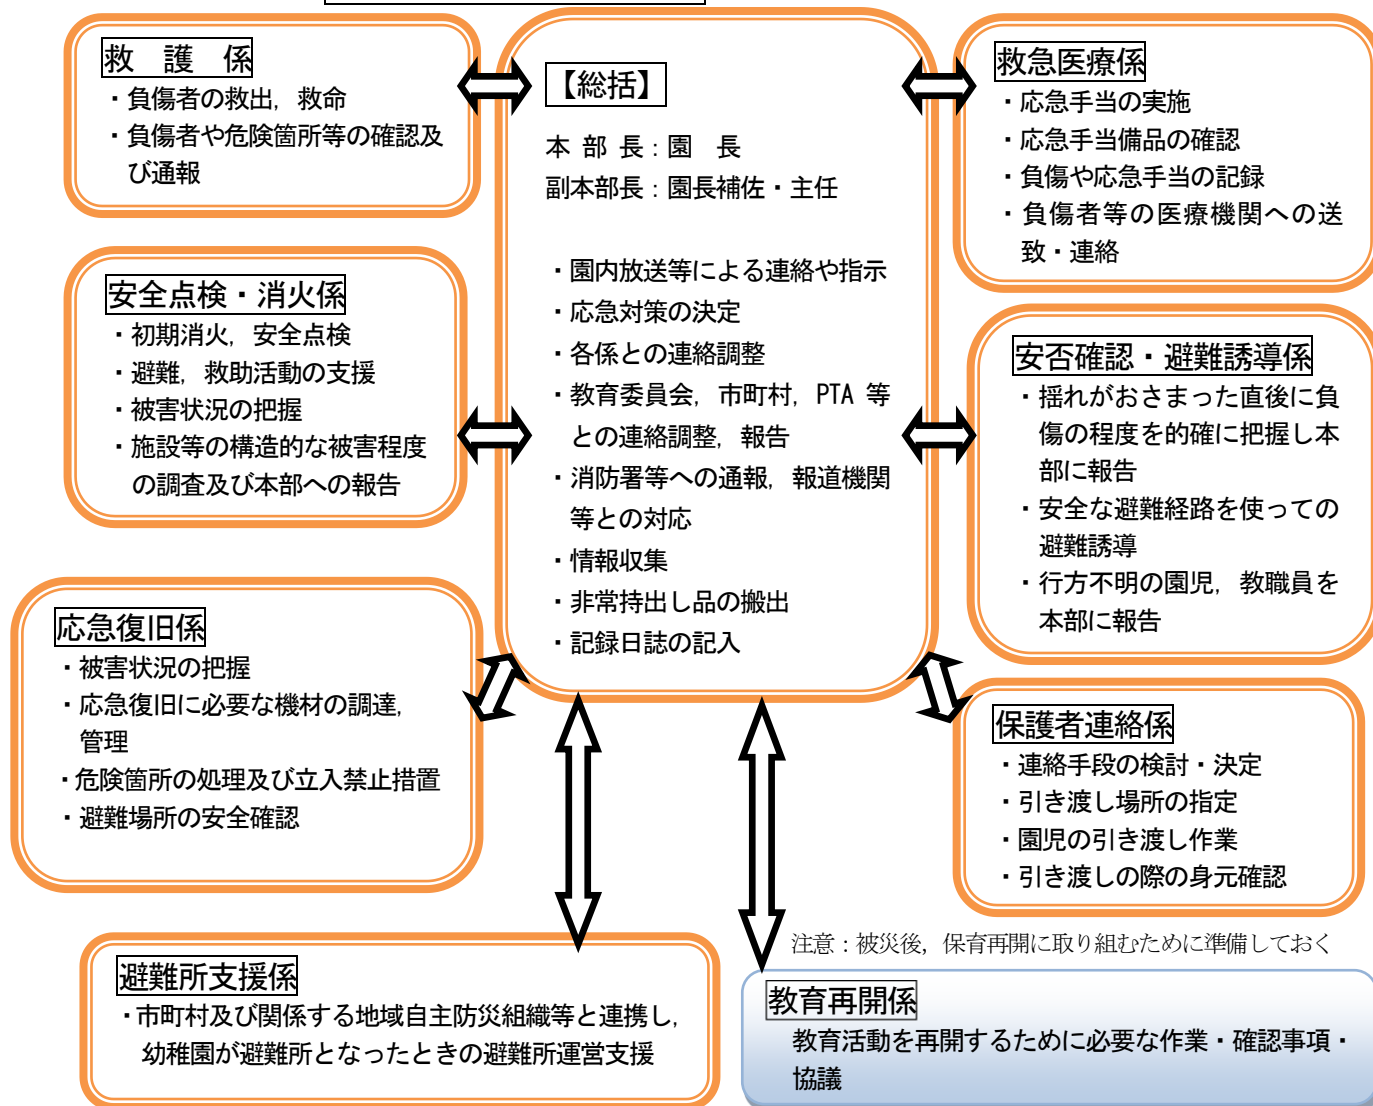 救　護　係
・負傷者の救出，救命
・負傷者や危険箇所等の確認及
び通報
【総括】
本 部 長：園　長
副本部長：園長補佐・主任
・園内放送等による連絡や指示
・応急対策の決定
・各係との連絡調整
・教育委員会，市町村，PTA 等
との連絡調整，報告
・消防署等への通報，報道機関
等との対応
・情報収集
・非常持出し品の搬出
・記録日誌の記入
救急医療係
・応急手当の実施
・応急手当備品の確認
・負傷や応急手当の記録
・負傷者等の医療機関への送
致・連絡
安全点検・消火係
・初期消火，安全点検
・避難，救助活動の支援
・被害状況の把握
・施設等の構造的な被害程度
の調査及び本部への報告
安否確認・避難誘導係
・揺れがおさまった直後に負
傷の程度を的確に把握し本
部に報告
・安全な避難経路を使っての
避難誘導
・行方不明の園児，教職員を
本部に報告
応急復旧係
・被害状況の把握
・応急復旧に必要な機材の調達，
管理
・危険箇所の処理及び立入禁止措置
・避難場所の安全確認
保護者連絡係
・連絡手段の検討・決定
・引き渡し場所の指定
・園児の引き渡し作業
・引き渡しの際の身元確認
避難所支援係
・市町村及び関係する地域自主防災組織等と連携し，
幼稚園が避難所となったときの避難所運営支援
注意：被災後，保育再開に取り組むために準備しておく
教育再開係
教育活動を再開するために必要な作業・確認事項・
協議